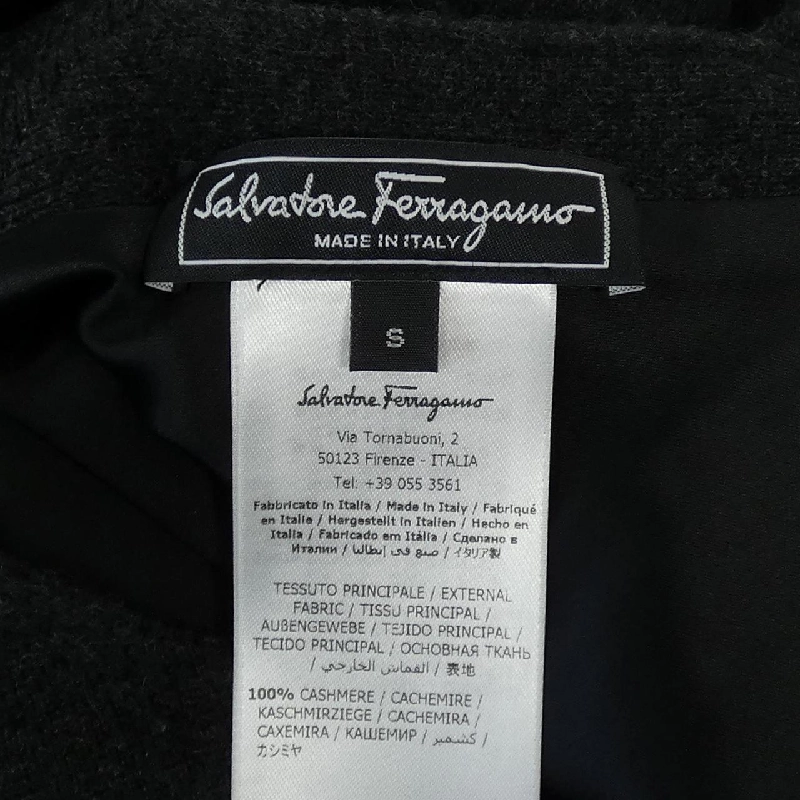 Salvatore Ferragamo
MADE IN ITALY
S
Salvatore Ferragamo
Via Tornabuoni, 2
50123 Firenze - ITALIA
Tel: +39 055 3561
Fabbricato in Italia / Made in Italy / Fabriqué
en Italie / Hergestellt in Italien / Hecho en
Italia / Fabricado em Itália / Сделано в
Италии / صنع في إيطاليا / イタリア製
TESSUTO PRINCIPALE / EXTERNAL
FABRIC / TISSU PRINCIPAL /
AUßENGEWEBE / TEJIDO PRINCIPAL /
TECIDO PRINCIPAL / ОСНОВНАЯ ТКАНЬ
/ القماش الخارجي / 表地
100% CASHMERE / CACHEMIRE /
KASCHMIRZIEGE / CACHEMIRA /
CAXEMIRA / КАШЕМИР / كشمير /
カシミヤ